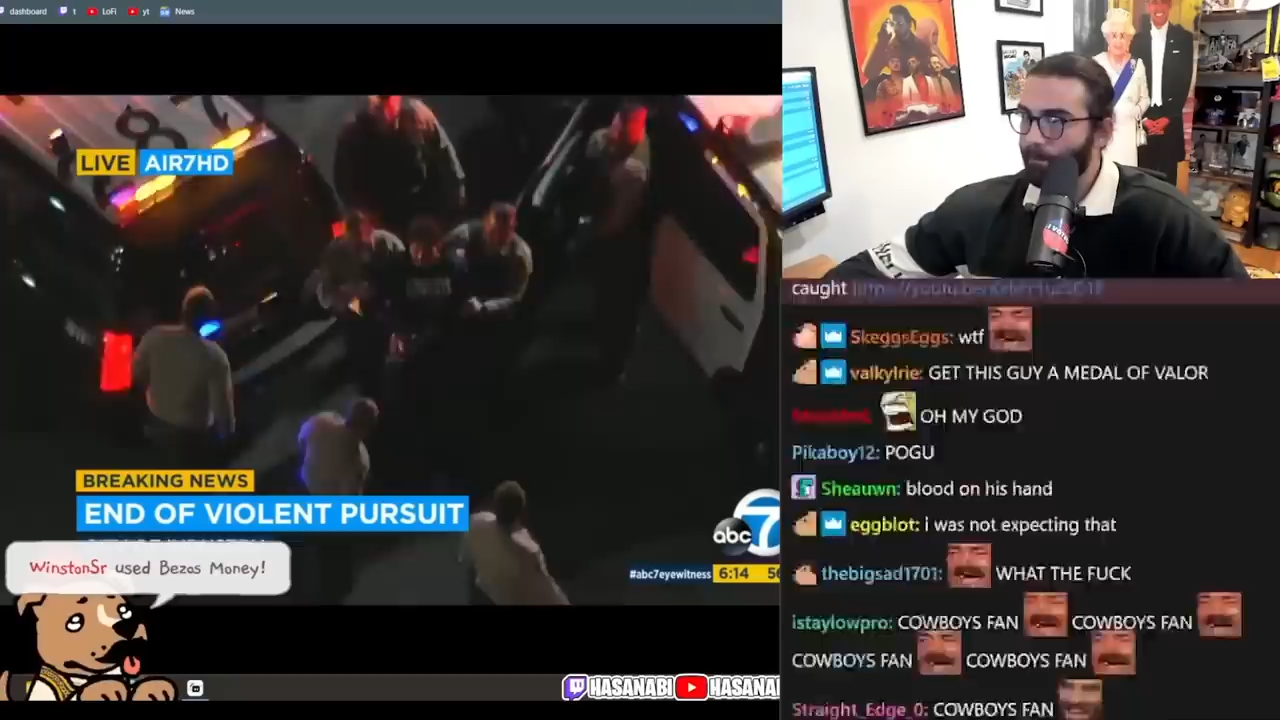 dashboard
t
LoFi
yt
News
LIVE AIR7HD
BREAKING NEWS
END OF VIOLENT PURSUIT
abc 7
#abc7eyewitness 6:14 56
WinstonSr used Bezos Money!
HASANABI HASANA
caught
SkeggsEggs: wtf
valkylrie: GET THIS GUY A MEDAL OF VALOR
OH MY GOD
Pikaboy12: POGU
Sheauwn: blood on his hand
eggblot: i was not expecting that
thebigsad1701: WHAT THE FUCK
istaylowpro: COWBOYS FAN COWBOYS FAN
COWBOYS FAN COWBOYS FAN
Straight_Edge_0: COWBOYS FAN